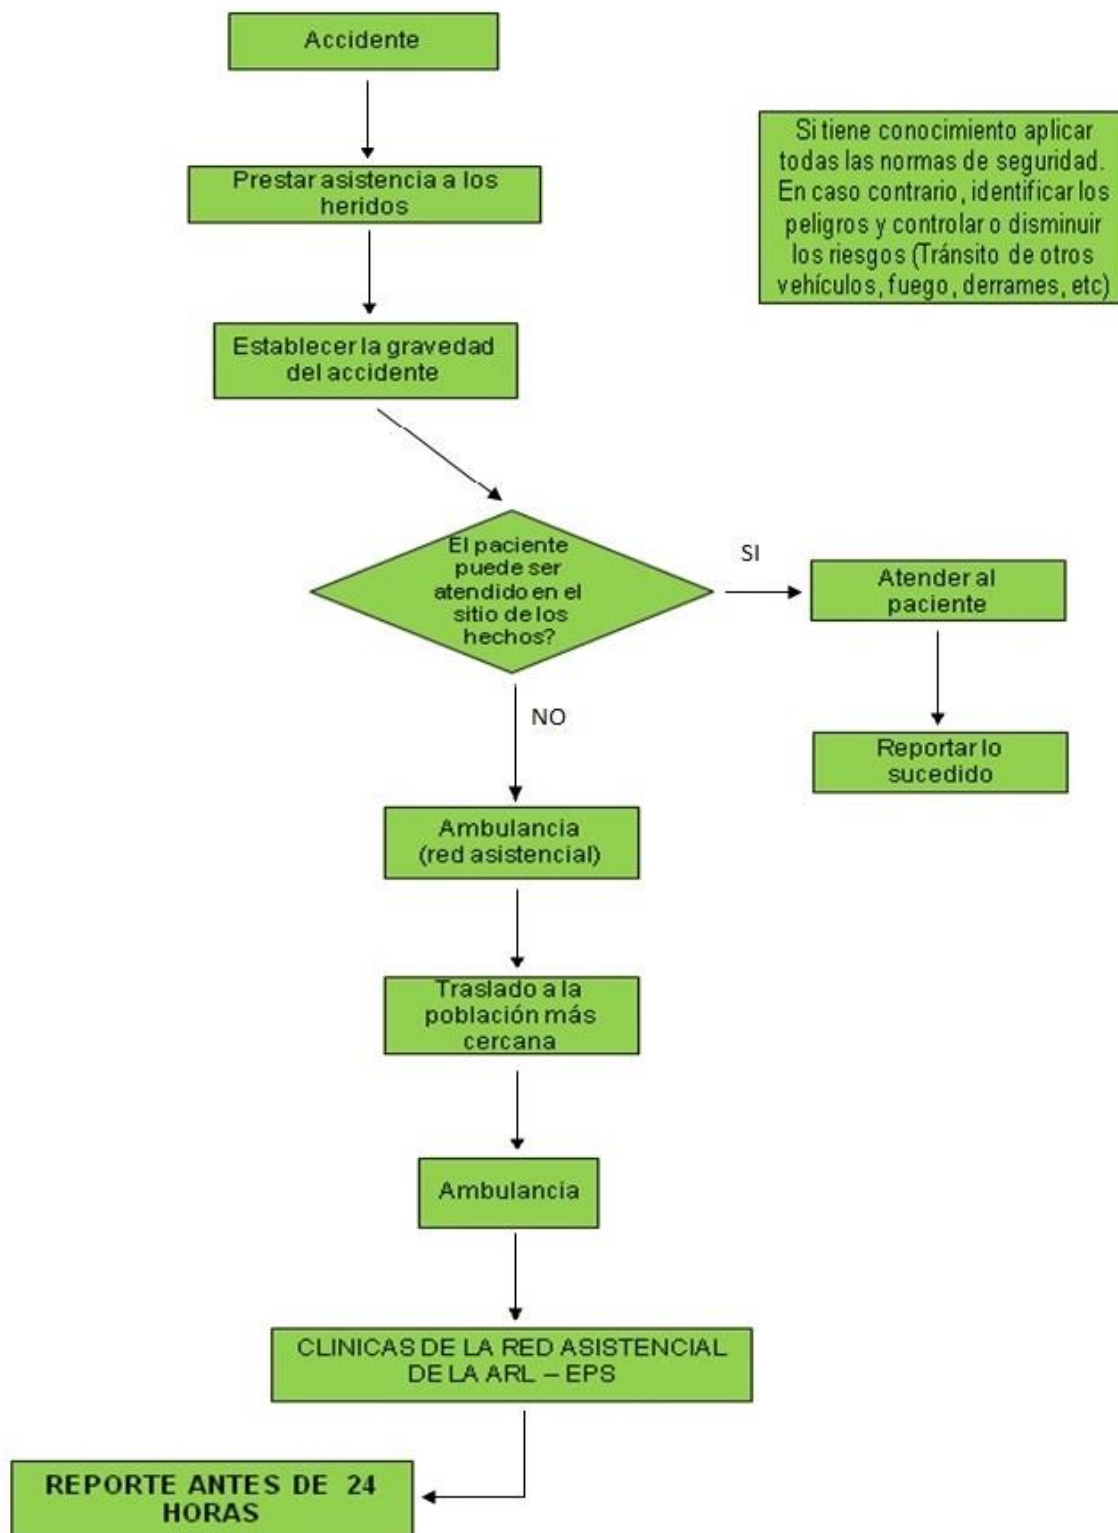 Accidente
Prestar asistencia a los
heridos
Si tiene conocimiento aplicar
todas las normas de seguridad.
En caso contrario, identificar los
peligros y controlar o disminuir
los riesgos (Tránsito de otros
vehículos, fuego, derrames, etc)
Establecer la gravedad
del accidente
El paciente
puede ser
atendido en el
sitio de los
hechos?
SI
Atender al
paciente
Reportar lo
sucedido
NO
Ambulancia
(red asistencial)
Traslado a la
población más
cercana
Ambulancia
CLINICAS DE LA RED ASISTENCIAL
DE LA ARL – EPS
REPORTE ANTES DE 24
HORAS